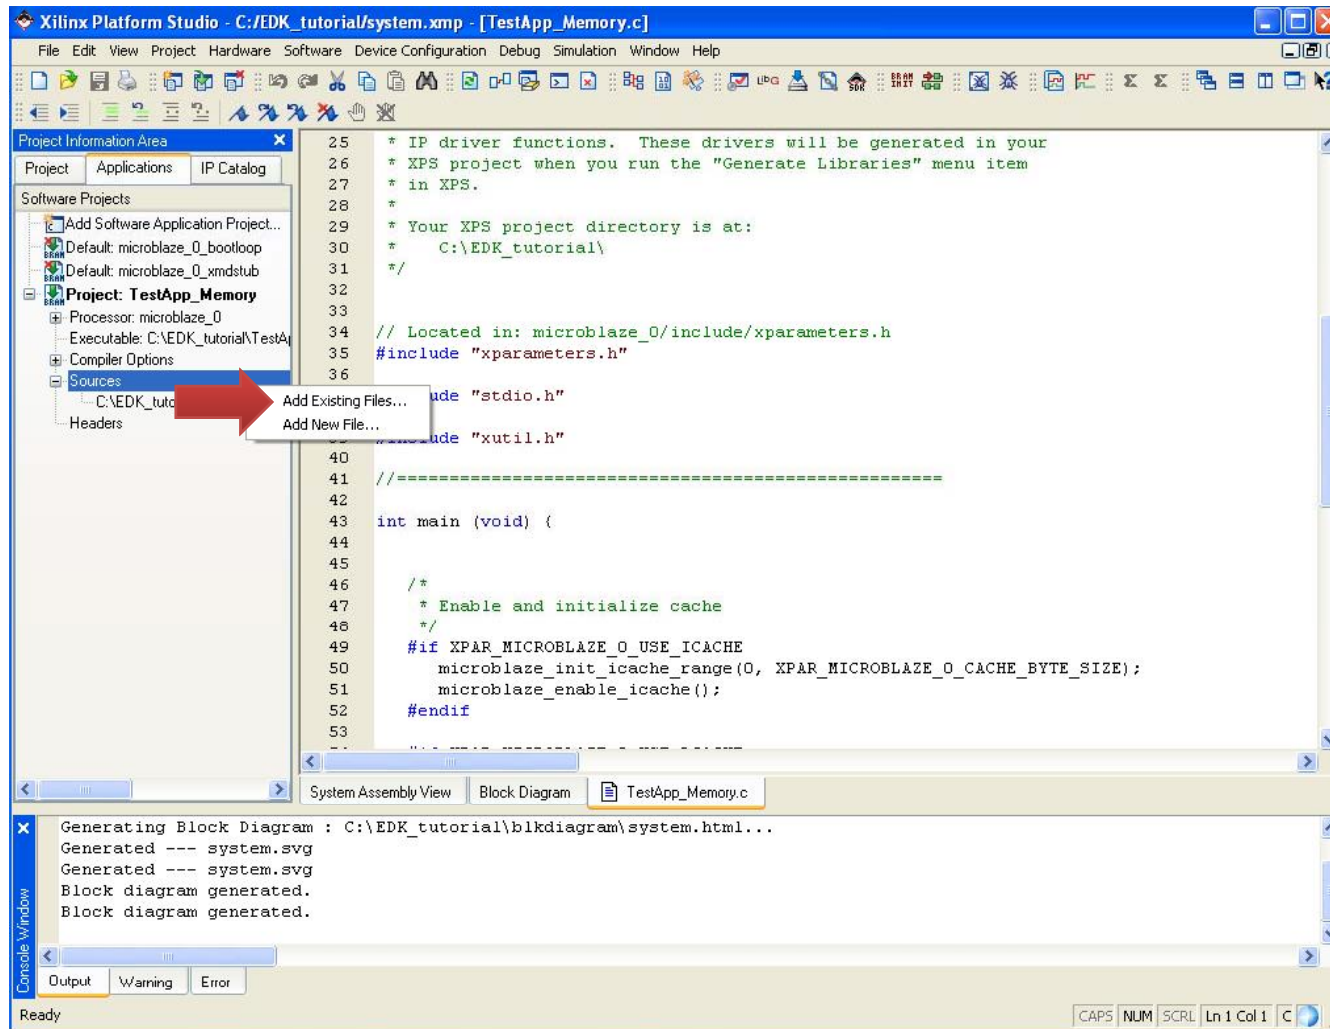 Xilinx Platform Studio - C:/EDK_tutorial/system.xmp - [TestApp_Memory.c]
File Edit View Project Hardware Software Device Configuration Debug Simulation Window Help
Project Information Area
Project Applications IP Catalog
Software Projects
Add Software Application Project...
Default: microblaze_0_bootloop
Default: microblaze_0_xmdstub
Project: TestApp_Memory
Processor: microblaze_0
Executable: C:\EDK_tutorial\TestAp
Compiler Options
Sources
C:\EDK_tuto
Headers
Add Existing Files...
Add New File...
25 * IP driver functions. These drivers will be generated in your
26 * XPS project when you run the "Generate Libraries" menu item
27 * in XPS.
28 *
29 * Your XPS project directory is at:
30 * C:\EDK_tutorial\
31 */
32
33
34 // Located in: microblaze_0/include/xparameters.h
35 #include "xparameters.h"
36
ude "stdio.h"
ude "xutil.h"
40
41 //====================================================
42
43 int main (void) {
44
45
46 /*
47 * Enable and initialize cache
48 */
49 #if XPAR_MICROBLAZE_0_USE_ICACHE
50 microblaze_init_icache_range(0, XPAR_MICROBLAZE_0_CACHE_BYTE_SIZE);
51 microblaze_enable_icache();
52 #endif
53
System Assembly View Block Diagram TestApp_Memory.c
Generating Block Diagram : C:\EDK_tutorial\blkdiagram\system.html...
Generated --- system.svg
Generated --- system.svg
Block diagram generated.
Block diagram generated.
Console Window
Output Warning Error
Ready
CAPS NUM SCRL Ln 1 Col 1 C